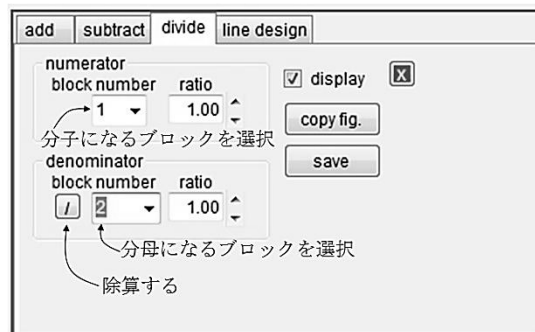 add subtract divide line design
numerator
block number ratio
1 1.00
分子になるブロックを選択
display X
copy fig.
save
denominator
block number ratio
/ 2 1.00
分母になるブロックを選択
除算する